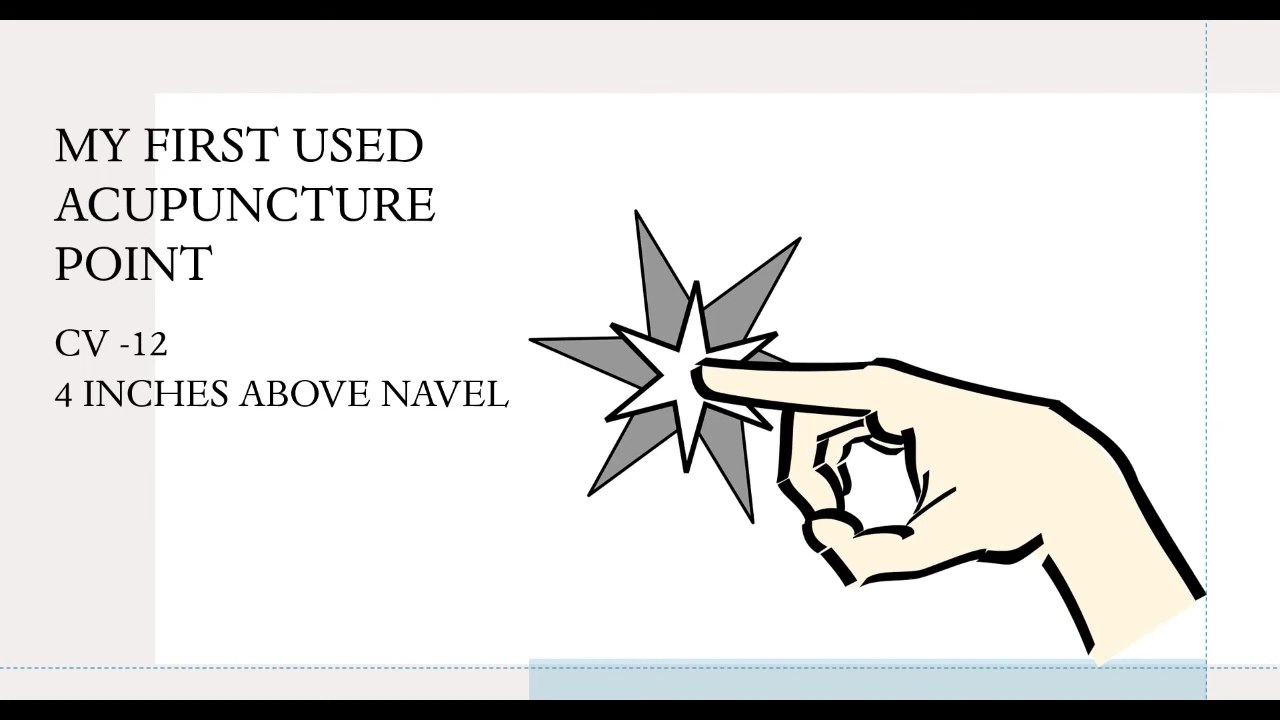 MY FIRST USED
ACUPUNCTURE
POINT
CV -12
4 INCHES ABOVE NAVEL